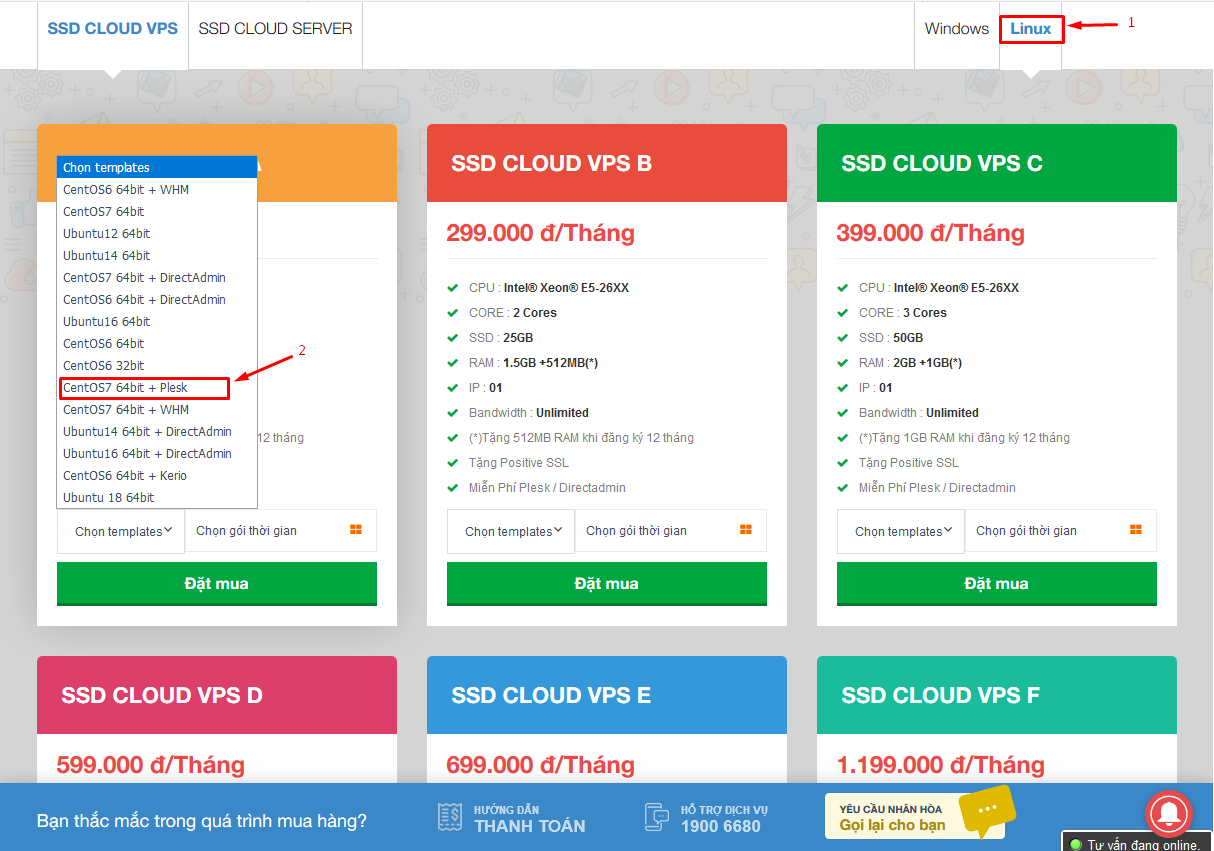 SSD CLOUD VPS
SSD CLOUD SERVER
Windows
Linux
1
A
Chọn templates
CentOS6 64bit + WHM
CentOS7 64bit
Ubuntu12 64bit
Ubuntu14 64bit
CentOS7 64bit + DirectAdmin
CentOS6 64bit + DirectAdmin
Ubuntu16 64bit
CentOS6 64bit
CentOS6 32bit
CentOS7 64bit + Plesk
CentOS7 64bit + WHM
Ubuntu14 64bit + DirectAdmin
Ubuntu16 64bit + DirectAdmin
CentOS6 64bit + Kerio
Ubuntu 18 64bit
2
12 tháng
Chọn templates
Chọn gói thời gian
Đặt mua
SSD CLOUD VPS B
299.000 đ/Tháng
CPU : Intel® Xeon® E5-26XX
CORE : 2 Cores
SSD : 25GB
RAM : 1.5GB +512MB(*)
IP : 01
Bandwidth : Unlimited
(*)Tặng 512MB RAM khi đăng ký 12 tháng
Tặng Positive SSL
Miễn Phí Plesk / Directadmin
Chọn templates
Chọn gói thời gian
Đặt mua
SSD CLOUD VPS C
399.000 đ/Tháng
CPU : Intel® Xeon® E5-26XX
CORE : 3 Cores
SSD : 50GB
RAM : 2GB +1GB(*)
IP : 01
Bandwidth : Unlimited
(*)Tặng 1GB RAM khi đăng ký 12 tháng
Tặng Positive SSL
Miễn Phí Plesk / Directadmin
Chọn templates
Chọn gói thời gian
Đặt mua
SSD CLOUD VPS D
599.000 đ/Tháng
SSD CLOUD VPS E
699.000 đ/Tháng
SSD CLOUD VPS F
1.199.000 đ/Tháng
Bạn thắc mắc trong quá trình mua hàng?
HƯỚNG DẪN
THANH TOÁN
HỖ TRỢ DỊCH VỤ
1900 6680
YÊU CẦU NHÂN HÒA
Gọi lại cho bạn
Tư vấn đang online.